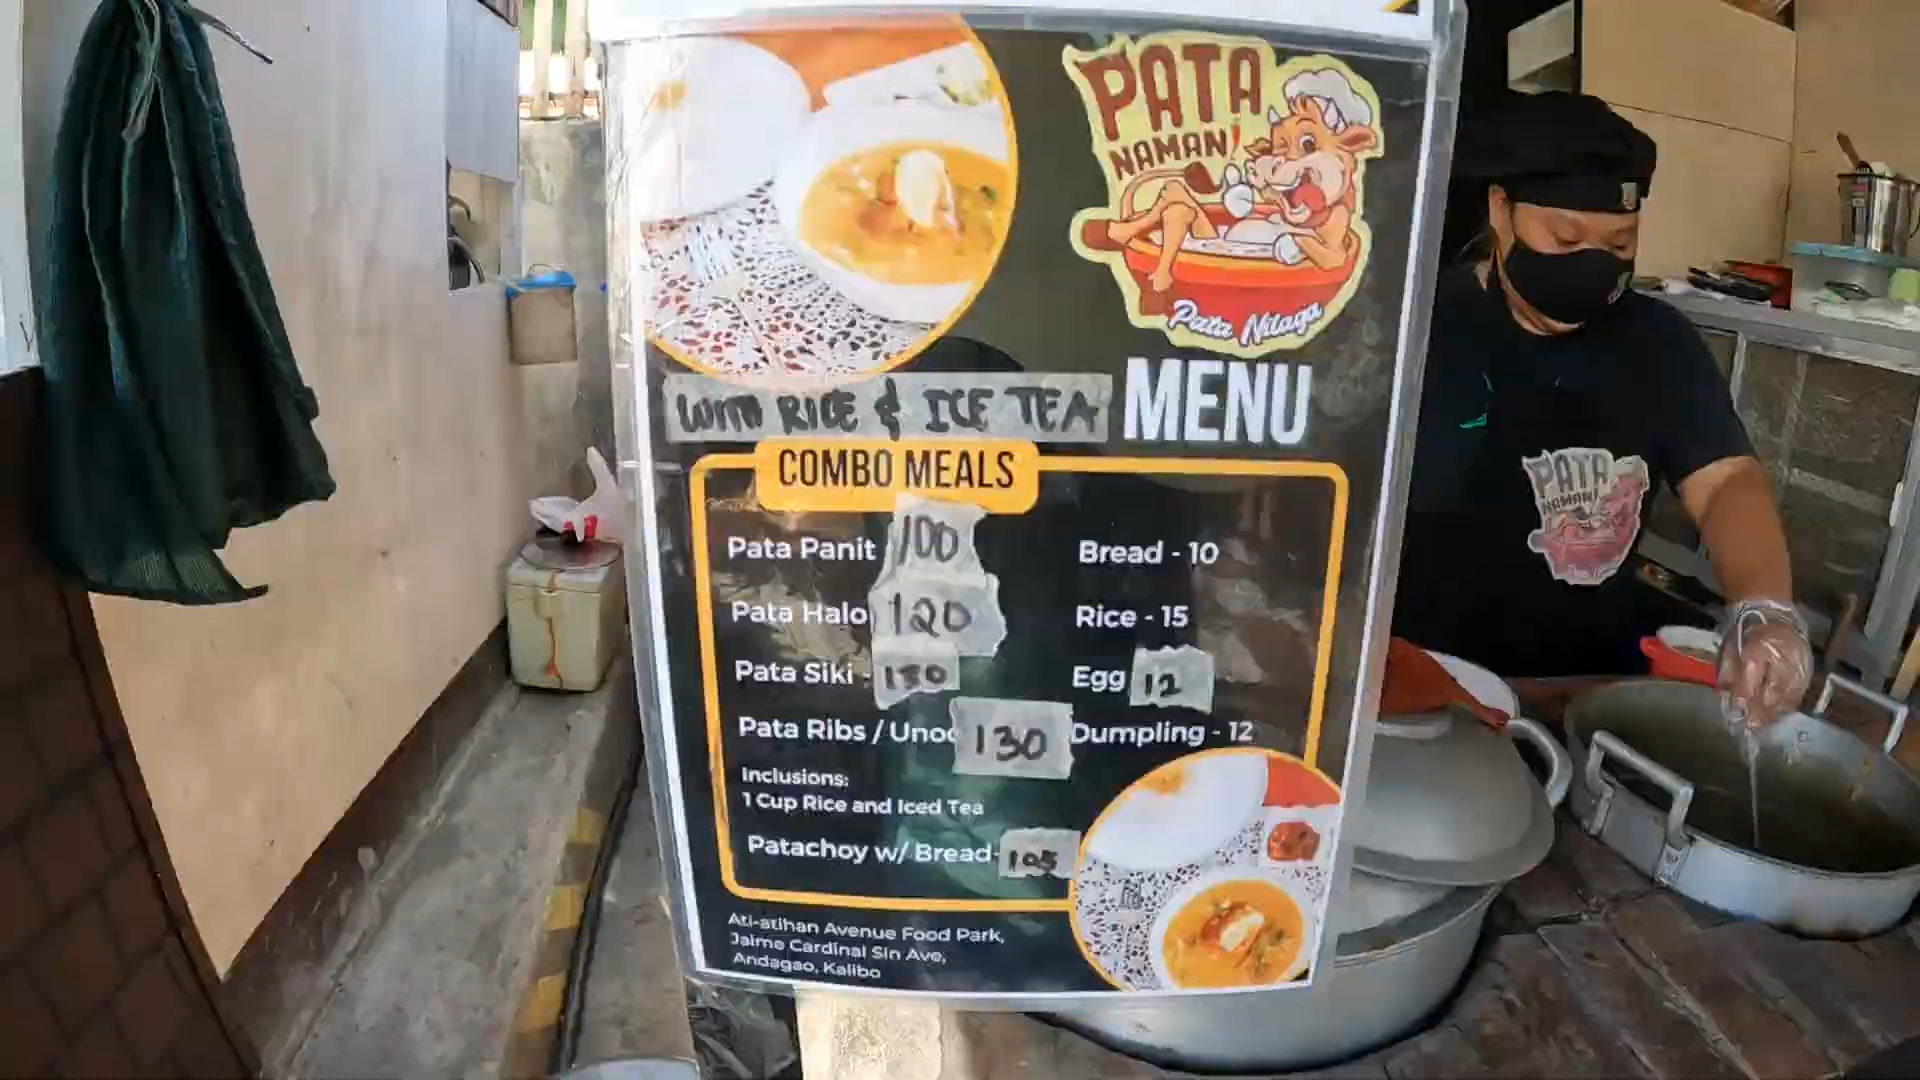 PATA
NAMAN!
Pata Nilaga
WITH RICE & ICE TEA
MENU
COMBO MEALS
Pata Panit 100
Pata Halo 120
Pata Siki - 130
Pata Ribs / Unod 130
Inclusions:
1 Cup Rice and Iced Tea
Patachoy w/ Bread- 105
Bread - 10
Rice - 15
Egg 12
Dumpling - 12
Ati-atihan Avenue Food Park,
Jaime Cardinal Sin Ave,
Andagao, Kalibo
PATA
NAMAN!